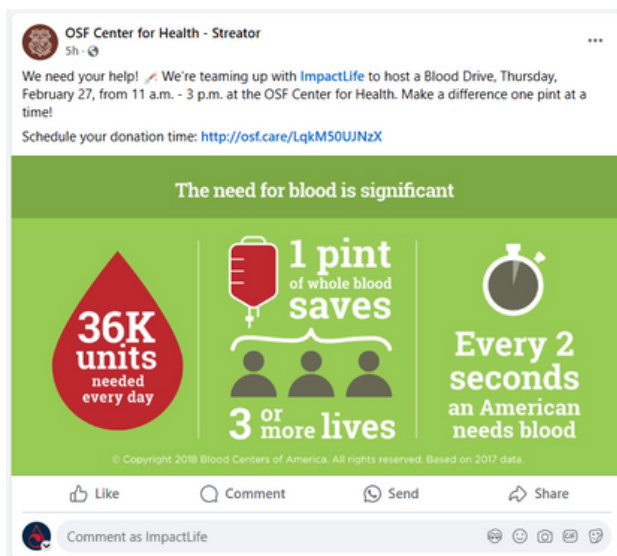 OSF Center for Health - Streator
5h
We need your help! We're teaming up with ImpactLife to host a Blood Drive, Thursday,
February 27, from 11 a.m. - 3 p.m. at the OSF Center for Health. Make a difference one pint at a
time!
Schedule your donation time: http://osf.care/LqkM50UJNzX
The need for blood is significant
36K
units
needed
every day
1 pint
of whole blood
saves
3 or more lives
Every 2
seconds
an American
needs blood
© Copyright 2018 Blood Centers of America. All rights reserved. Based on 2017 data.
Like Comment Send Share
Comment as ImpactLife
GIF